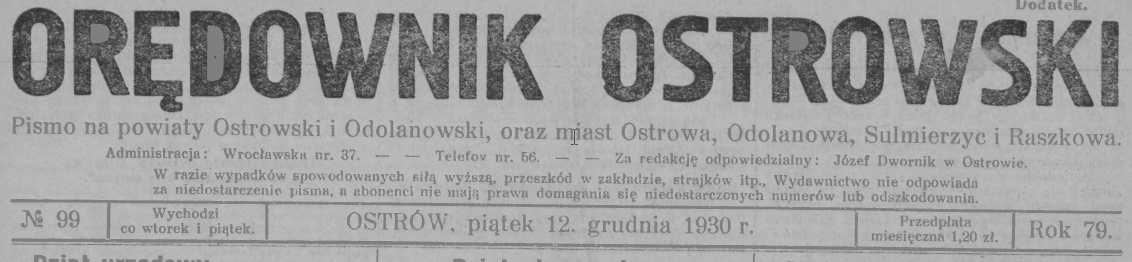 Dodatek.
ORĘDOWNIK OSTROWSKI
Pismo na powiaty Ostrowski i Odolanowski, oraz miast Ostrowa, Odolanowa, Sulmierzyc i Raszkowa.
Administracja: Wrocławska nr. 37. — — Telefon nr. 56. — — Za redakcję odpowiedzialny: Józef Dwornik w Ostrowie.
W razie wypadków spowodowanych siłą wyższą, przeszkód w zakładzie, strajków itp., Wydawnictwo nie odpowiada
za niedostarczenie pisma, a abonenci nie mają prawa domagania się niedostarczonych numerów lub odszkodowania.
№ 99
Wychodzi
co wtorek i piątek.
OSTRÓW, piątek 12. grudnia 1930 r.
Przedpłata
miesięczna 1,20 zł.
Rok 79.